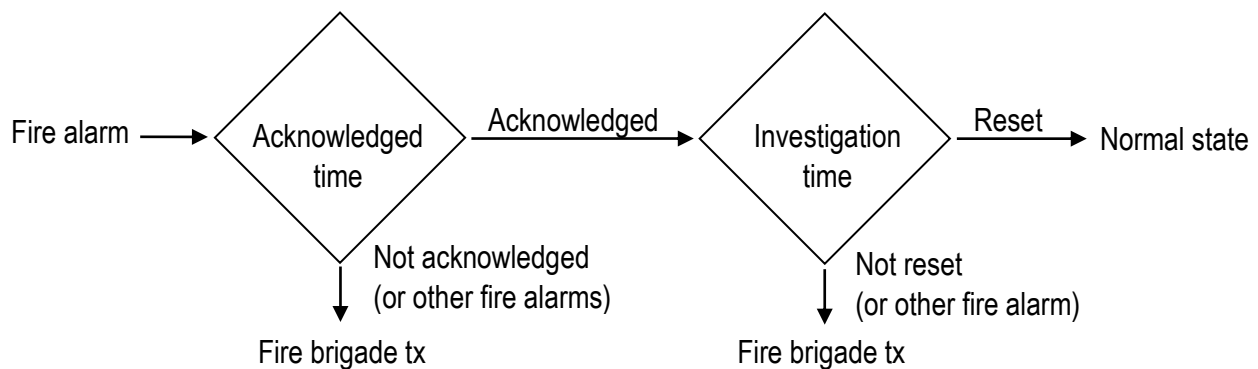 Fire alarm
Acknowledged
time
Acknowledged
Investigation
time
Reset
Normal state
Not acknowledged
(or other fire alarms)
Fire brigade tx
Not reset
(or other fire alarm)
Fire brigade tx